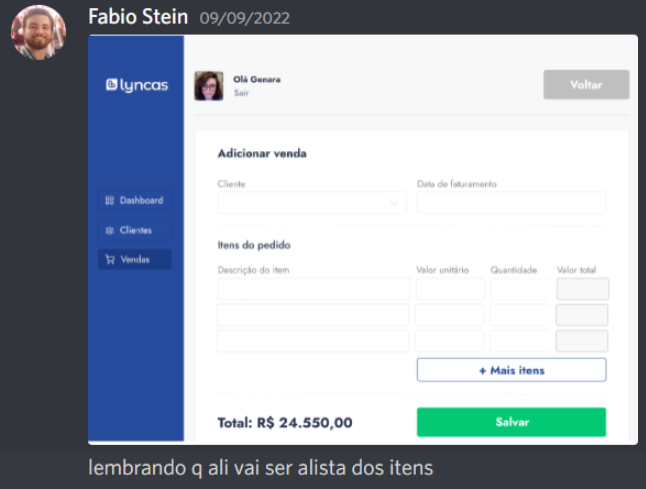 Fabio Stein 09/09/2022
lyncas
Olá Genara
Sair
Voltar
Adicionar venda
Cliente
Data de faturamento
Dashboard
Clientes
Vendas
Itens do pedido
Descrição do item Valor unitário Quantidade Valor total
+ Mais itens
Total: R$ 24.550,00
Salvar
lembrando q ali vai ser alista dos itens